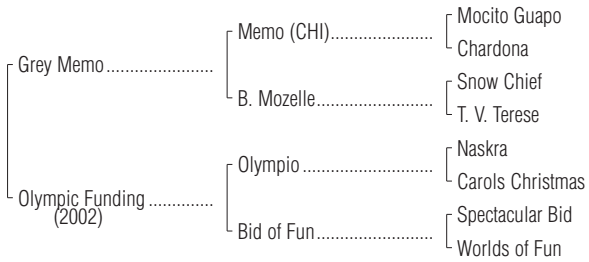 Mocito Guapo
Memo (CHI)
Chardona
Grey Memo
Snow Chief
B. Mozelle
T. V. Terese
Naskra
Olympio
Carols Christmas
Olympic Funding
(2002)
Spectacular Bid
Bid of Fun
Worlds of Fun